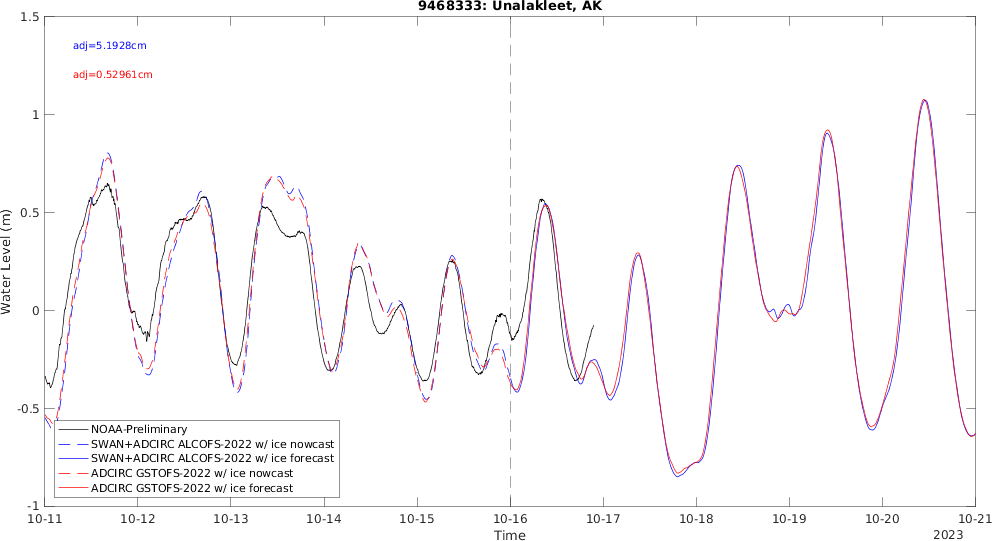 9468333: Unalakleet, AK
adj=5.1928cm
adj=0.52961cm
Water Level (m)
1.5
1
0.5
0
-0.5
-1
NOAA-Preliminary
SWAN+ADCIRC ALCOFS-2022 w/ ice nowcast
SWAN+ADCIRC ALCOFS-2022 w/ ice forecast
ADCIRC GSTOFS-2022 w/ ice nowcast
ADCIRC GSTOFS-2022 w/ ice forecast
10-11 10-12 10-13 10-14 10-15 10-16 10-17 10-18 10-19 10-20 10-21
Time
2023